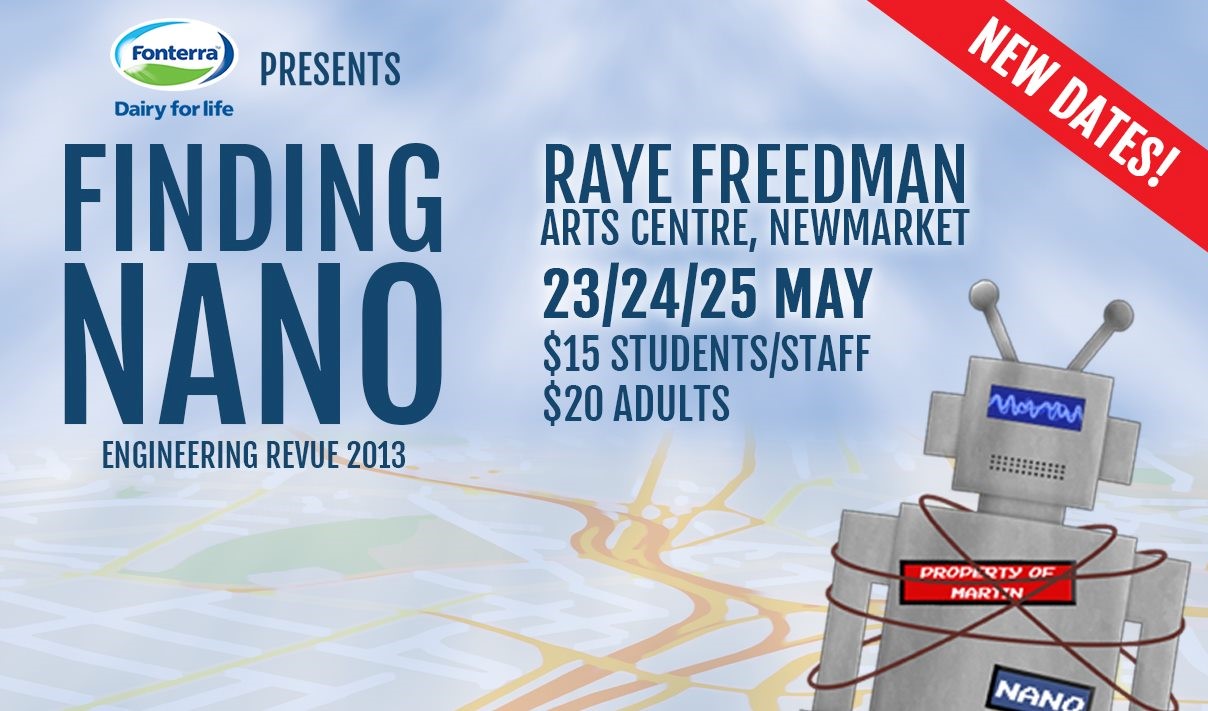 Fonterra™
Dairy for life
PRESENTS
FINDING
NANO
ENGINEERING REVUE 2013
RAYE FREEDMAN
ARTS CENTRE, NEWMARKET
23/24/25 MAY
$15 STUDENTS/STAFF
$20 ADULTS
NEW DATES!
PROPERTY OF
MARTIN
NANO